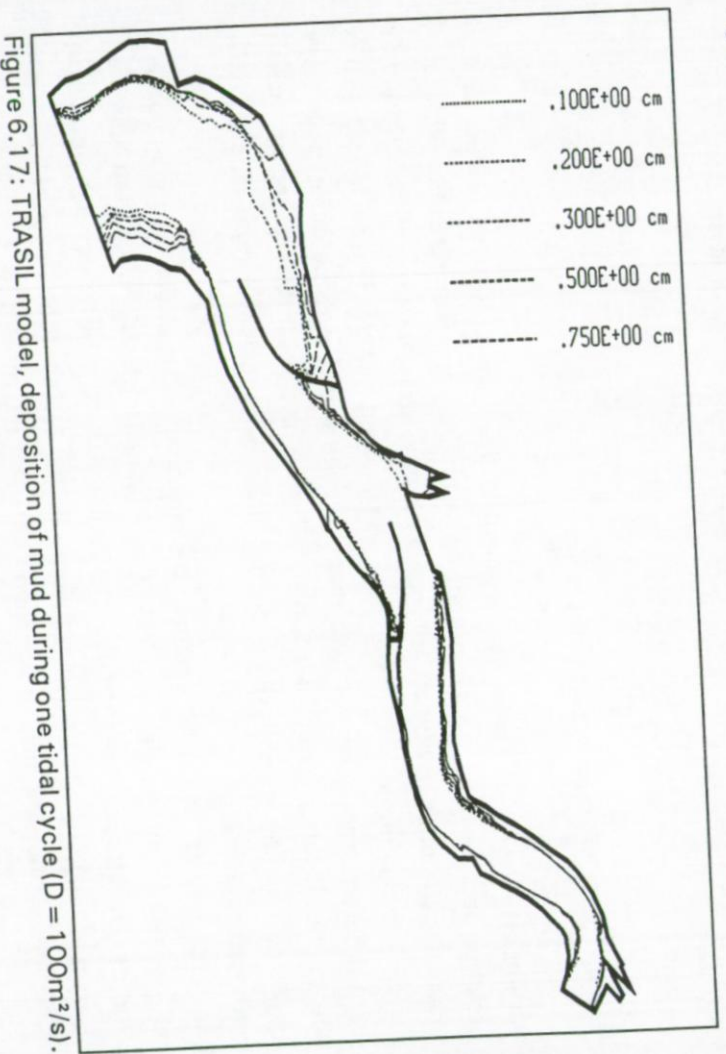 .100E+00 cm
.200E+00 cm
.300E+00 cm
.500E+00 cm
.750E+00 cm
Figure 6.17: TRASIL model, deposition of mud during one tidal cycle (D = 100m²/s).